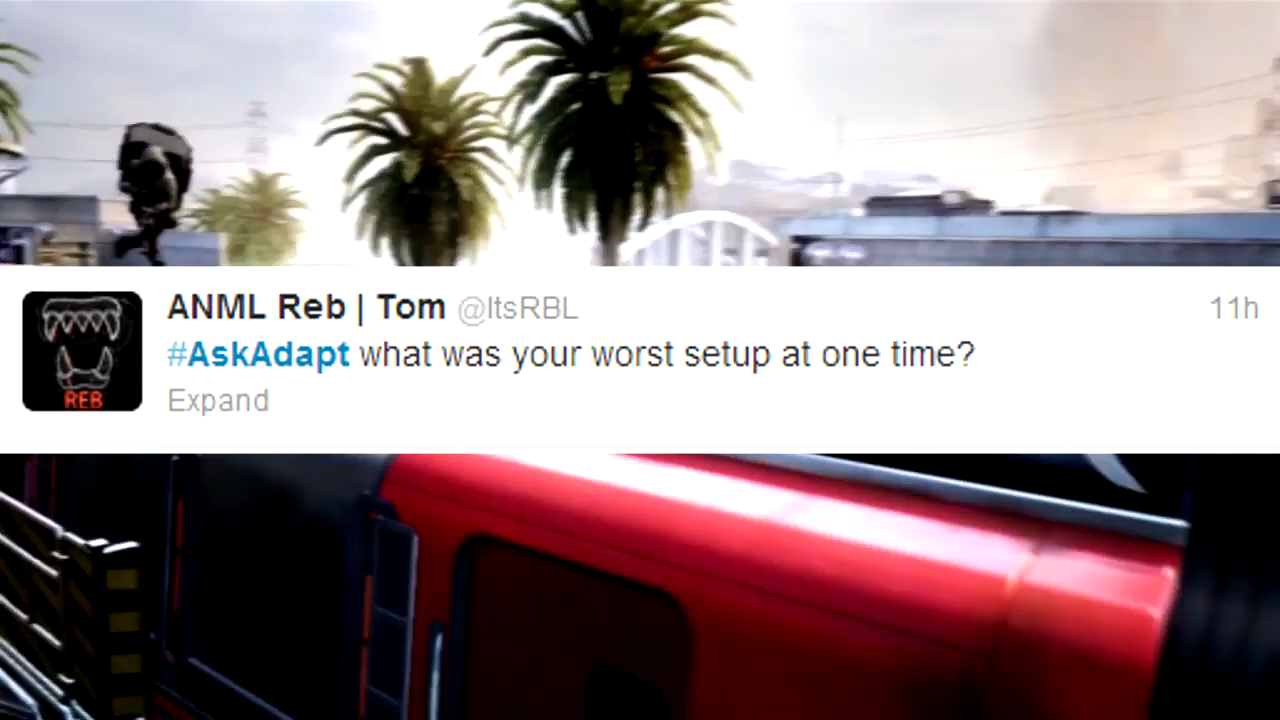 ANML Reb | Tom @ItsRBL 11h
#AskAdapt what was your worst setup at one time?
REB
Expand